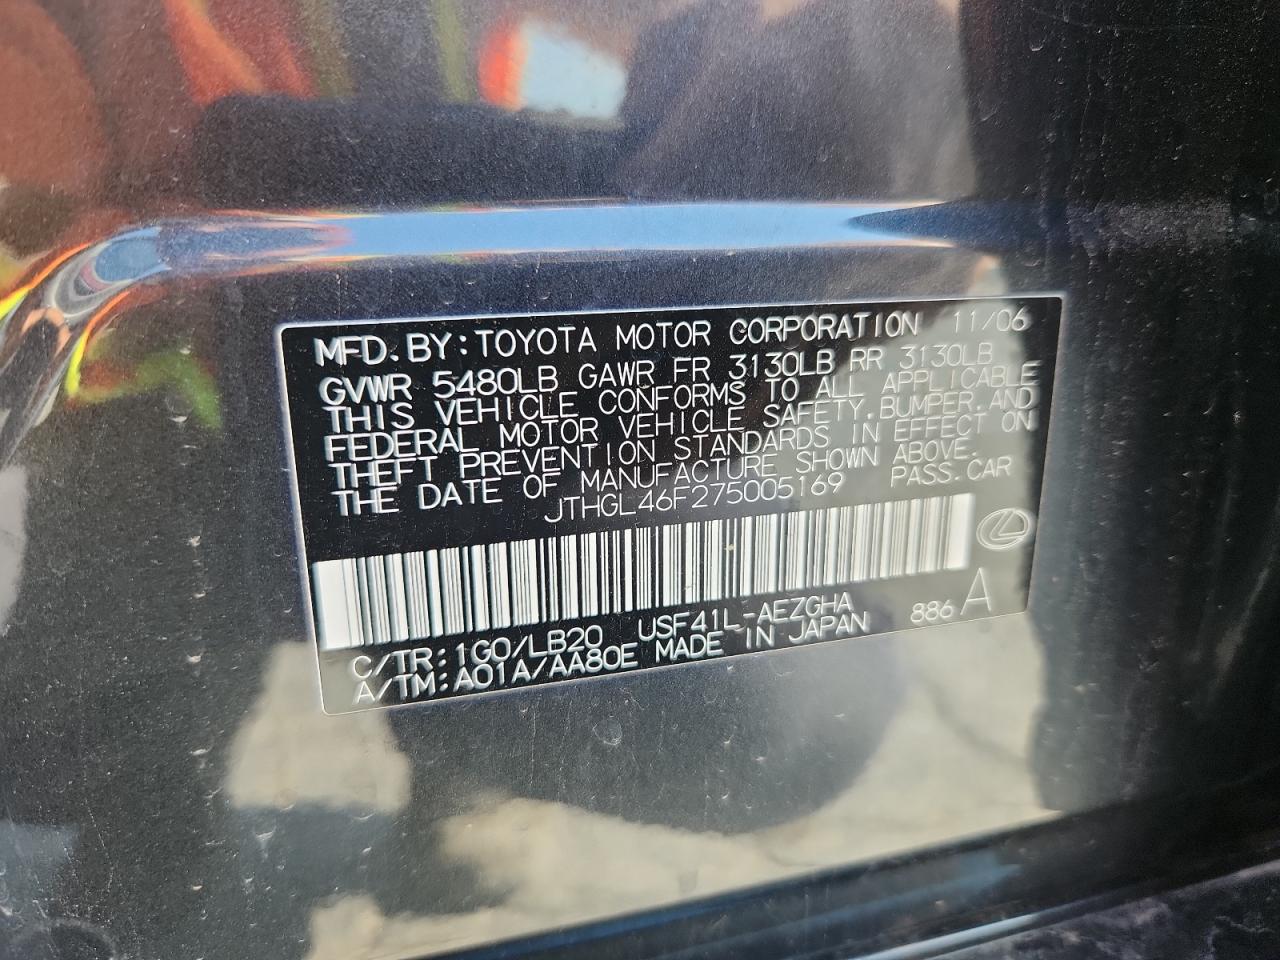 MFD. BY: TOYOTA MOTOR CORPORATION 11/06
GVWR 5480LB GAWR FR 3130LB RR 3130LB
THIS VEHICLE CONFORMS TO ALL APPLICABLE
FEDERAL MOTOR VEHICLE SAFETY, BUMPER, AND
THEFT PREVENTION STANDARDS IN EFFECT ON
THE DATE OF MANUFACTURE SHOWN ABOVE.
JTHGL46F275005169 PASS. CAR
C/TR: 1G0/LB20 USF41L-AEZGHA 886 A
A/TM: A01A/AA80E MADE IN JAPAN